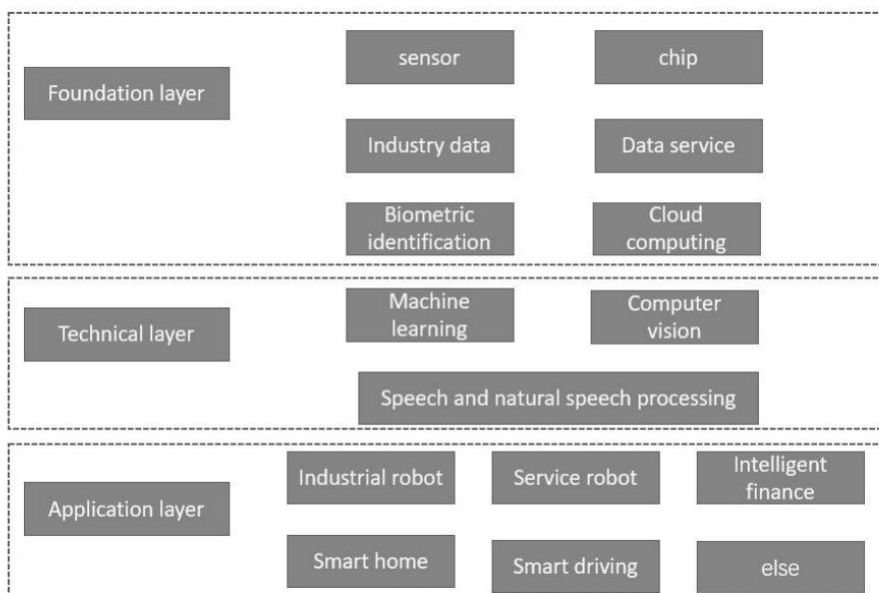 Foundation layer
sensor
chip
Industry data
Data service
Biometric
identification
Cloud
computing
Technical layer
Machine
learning
Computer
vision
Speech and natural speech processing
Application layer
Industrial robot
Service robot
Intelligent
finance
Smart home
Smart driving
else